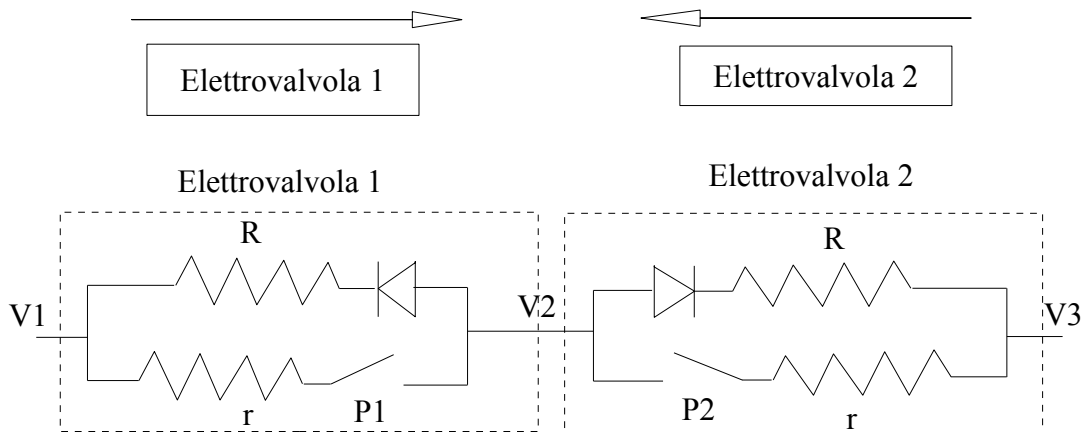 Elettrovalvola 1
Elettrovalvola 2
Elettrovalvola 1
Elettrovalvola 2
R
R
V1
V2
V3
r
P1
P2
r